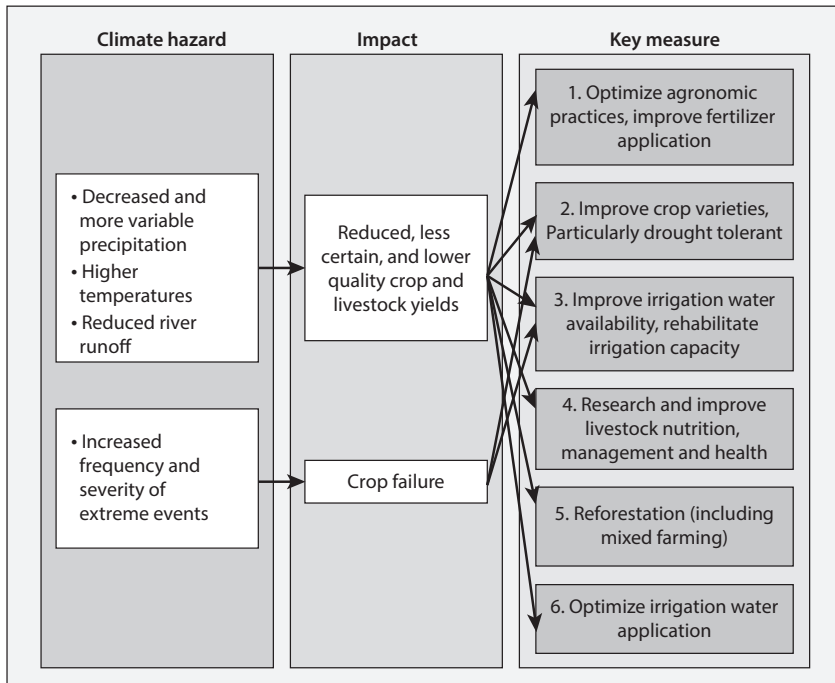 Climate hazard
Impact
Key measure
• Decreased and
more variable
precipitation
• Higher
temperatures
• Reduced river
runoff
• Increased
frequency and
severity of
extreme events
Reduced, less
certain, and lower
quality crop and
livestock yields
Crop failure
1. Optimize agronomic
practices, improve fertilizer
application
2. Improve crop varieties,
Particularly drought tolerant
3. Improve irrigation water
availability, rehabilitate
irrigation capacity
4. Research and improve
livestock nutrition,
management and health
5. Reforestation (including
mixed farming)
6. Optimize irrigation water
application